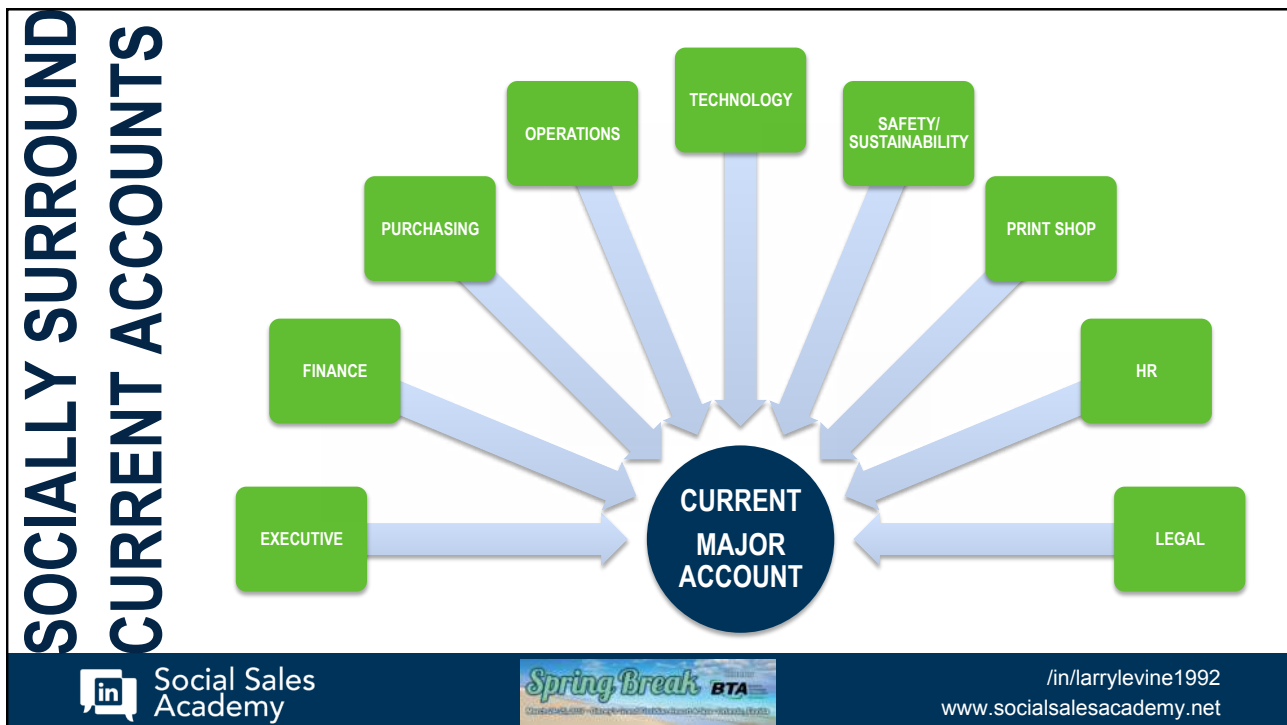 SOCIALLY SURROUND
CURRENT ACCOUNTS
TECHNOLOGY
OPERATIONS
SAFETY/
SUSTAINABILITY
PURCHASING
PRINT SHOP
FINANCE
HR
EXECUTIVE
LEGAL
CURRENT
MAJOR
ACCOUNT
in
Social Sales
Academy
Spring Break
BTA
/in/larrylevine1992
www.socialsalesacademy.net